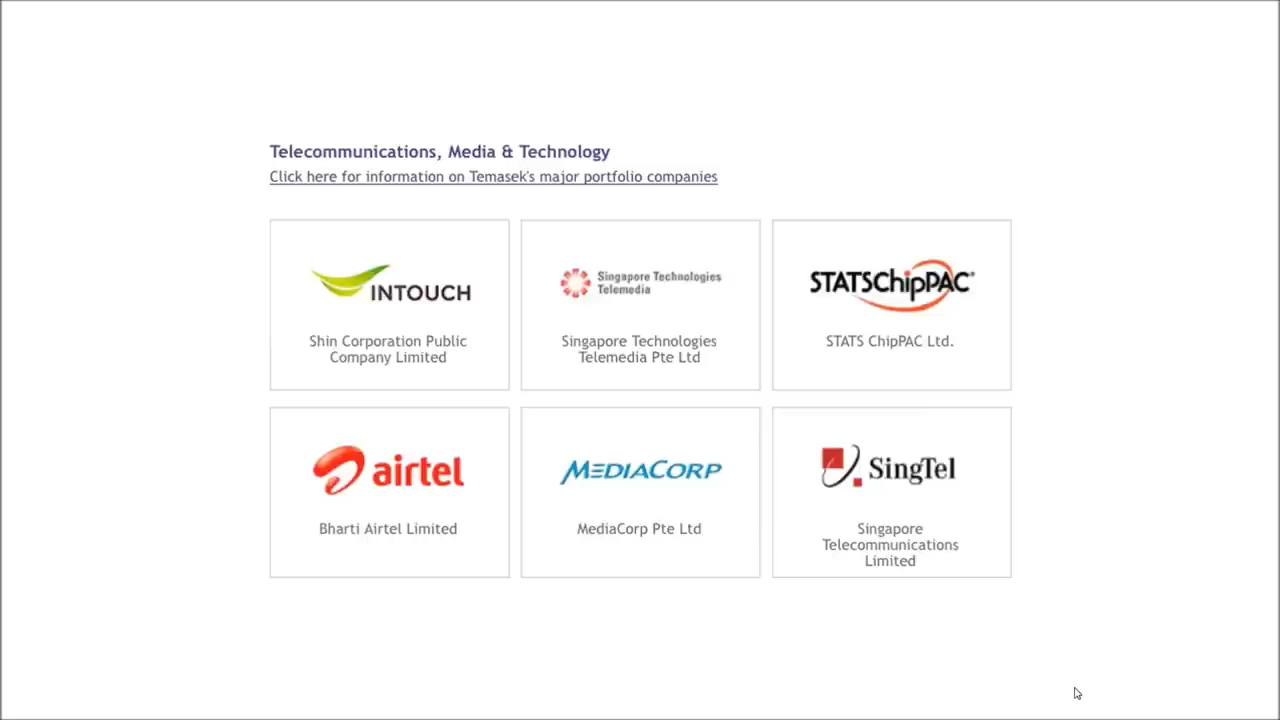 Telecommunications, Media & Technology
Click here for information on Temasek's major portfolio companies
INTOUCH
Shin Corporation Public
Company Limited
Singapore Technologies
Telemedia
Singapore Technologies
Telemedia Pte Ltd
STATSChipPAC®
STATS ChipPAC Ltd.
airtel
Bharti Airtel Limited
MEDIACORP
MediaCorp Pte Ltd
SingTel
Singapore
Telecommunications
Limited